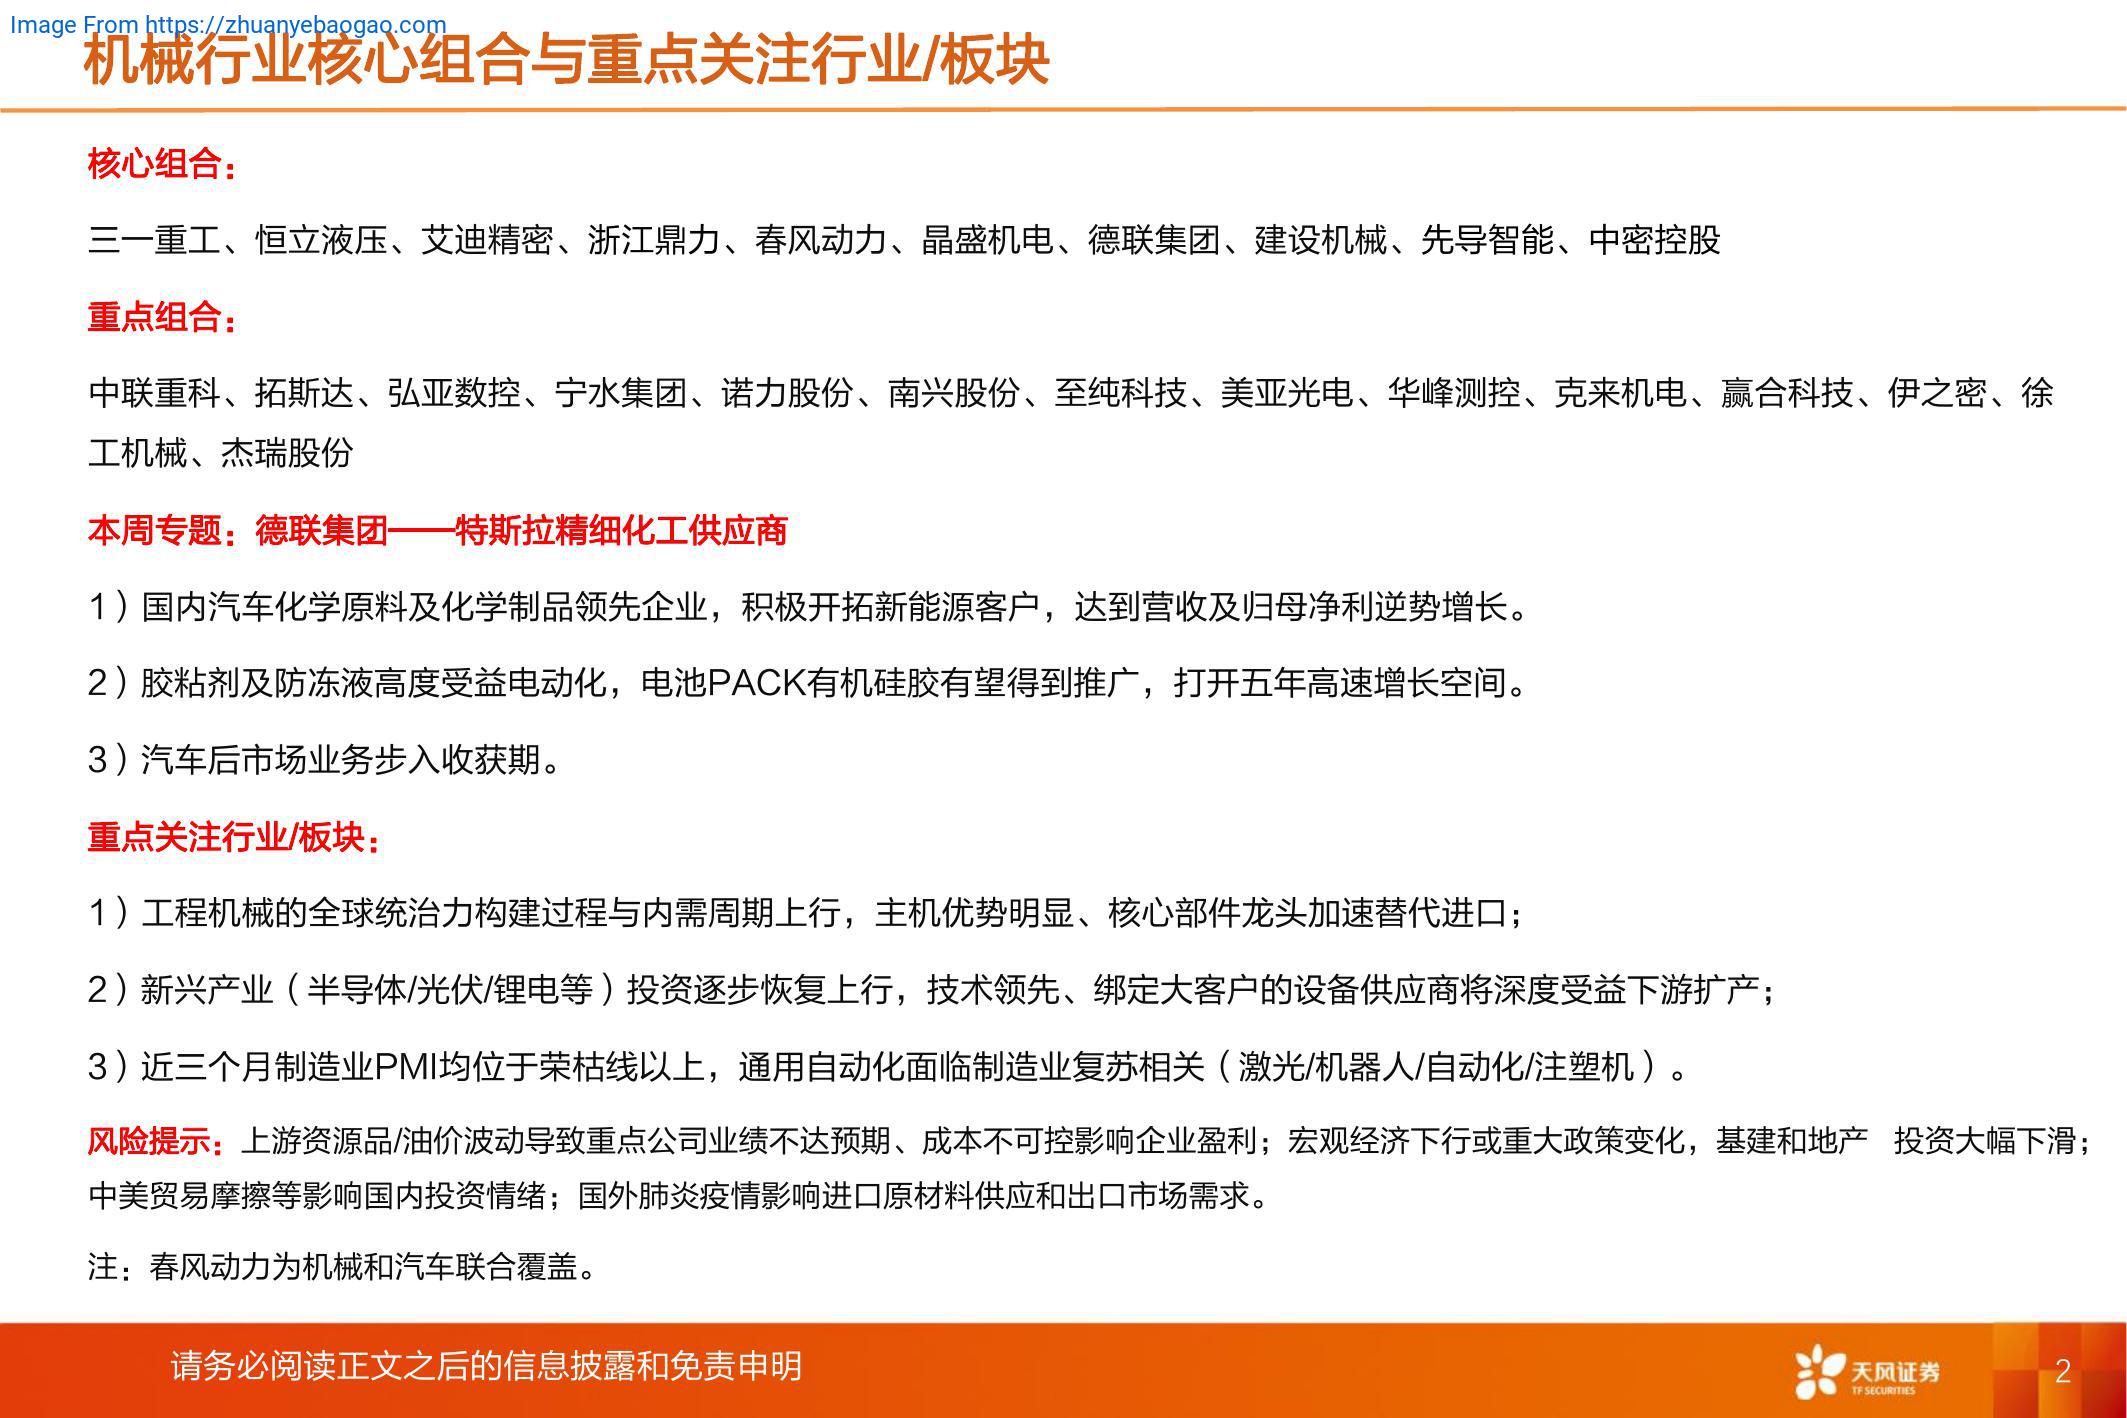 Image From https://zhuanyebaogao.com
机械行业核心组合与重点关注行业/板块
核心组合：
三一重工、恒立液压、艾迪精密、浙江鼎力、春风动力、晶盛机电、德联集团、建设机械、先导智能、中密控股
重点组合：
中联重科、拓斯达、弘亚数控、宁水集团、诺力股份、南兴股份、至纯科技、美亚光电、华峰测控、克来机电、赢合科技、伊之密、徐
工机械、杰瑞股份
本周专题：德联集团——特斯拉精细化工供应商
1）国内汽车化学原料及化学制品领先企业，积极开拓新能源客户，达到营收及归母净利逆势增长。
2）胶粘剂及防冻液高度受益电动化，电池PACK有机硅胶有望得到推广，打开五年高速增长空间。
3）汽车后市场业务步入收获期。
重点关注行业/板块：
1）工程机械的全球统治力构建过程与内需周期上行，主机优势明显、核心部件龙头加速替代进口；
2）新兴产业（半导体/光伏/锂电等）投资逐步恢复上行，技术领先、绑定大客户的设备供应商将深度受益下游扩产；
3）近三个月制造业PMI均位于荣枯线以上，通用自动化面临制造业复苏相关（激光/机器人/自动化/注塑机）。
风险提示：上游资源品/油价波动导致重点公司业绩不达预期、成本不可控影响企业盈利；宏观经济下行或重大政策变化，基建和地产 投资大幅下滑；
中美贸易摩擦等影响国内投资情绪；国外肺炎疫情影响进口原材料供应和出口市场需求。
注：春风动力为机械和汽车联合覆盖。
请务必阅读正文之后的信息披露和免责申明
天风证券
TF SECURITIES
2